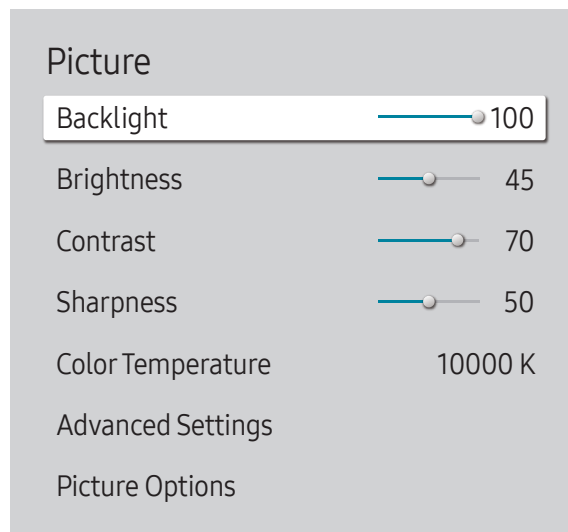 Picture
Backlight 100
Brightness 45
Contrast 70
Sharpness 50
Color Temperature 10000 K
Advanced Settings
Picture Options